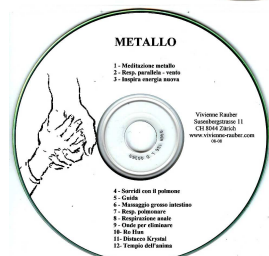 METALLO
1 - Meditazione metallo
2 - Resp. parallela - vento
3 - Inspira energia nuova
Vivienne Rauber
Susenbergstrasse 11
CH 8044 Zürich
www.vivienne-rauber.com
08-08
4 - Sorridi con il polmone
5 - Guida
6 - Massaggio grosso intestino
7 - Resp. polmonare
8 - Respirazione anale
9 - Onde per eliminare
10- Ro Hun
11- Distacco Krystal
12- Tempio dell'anima